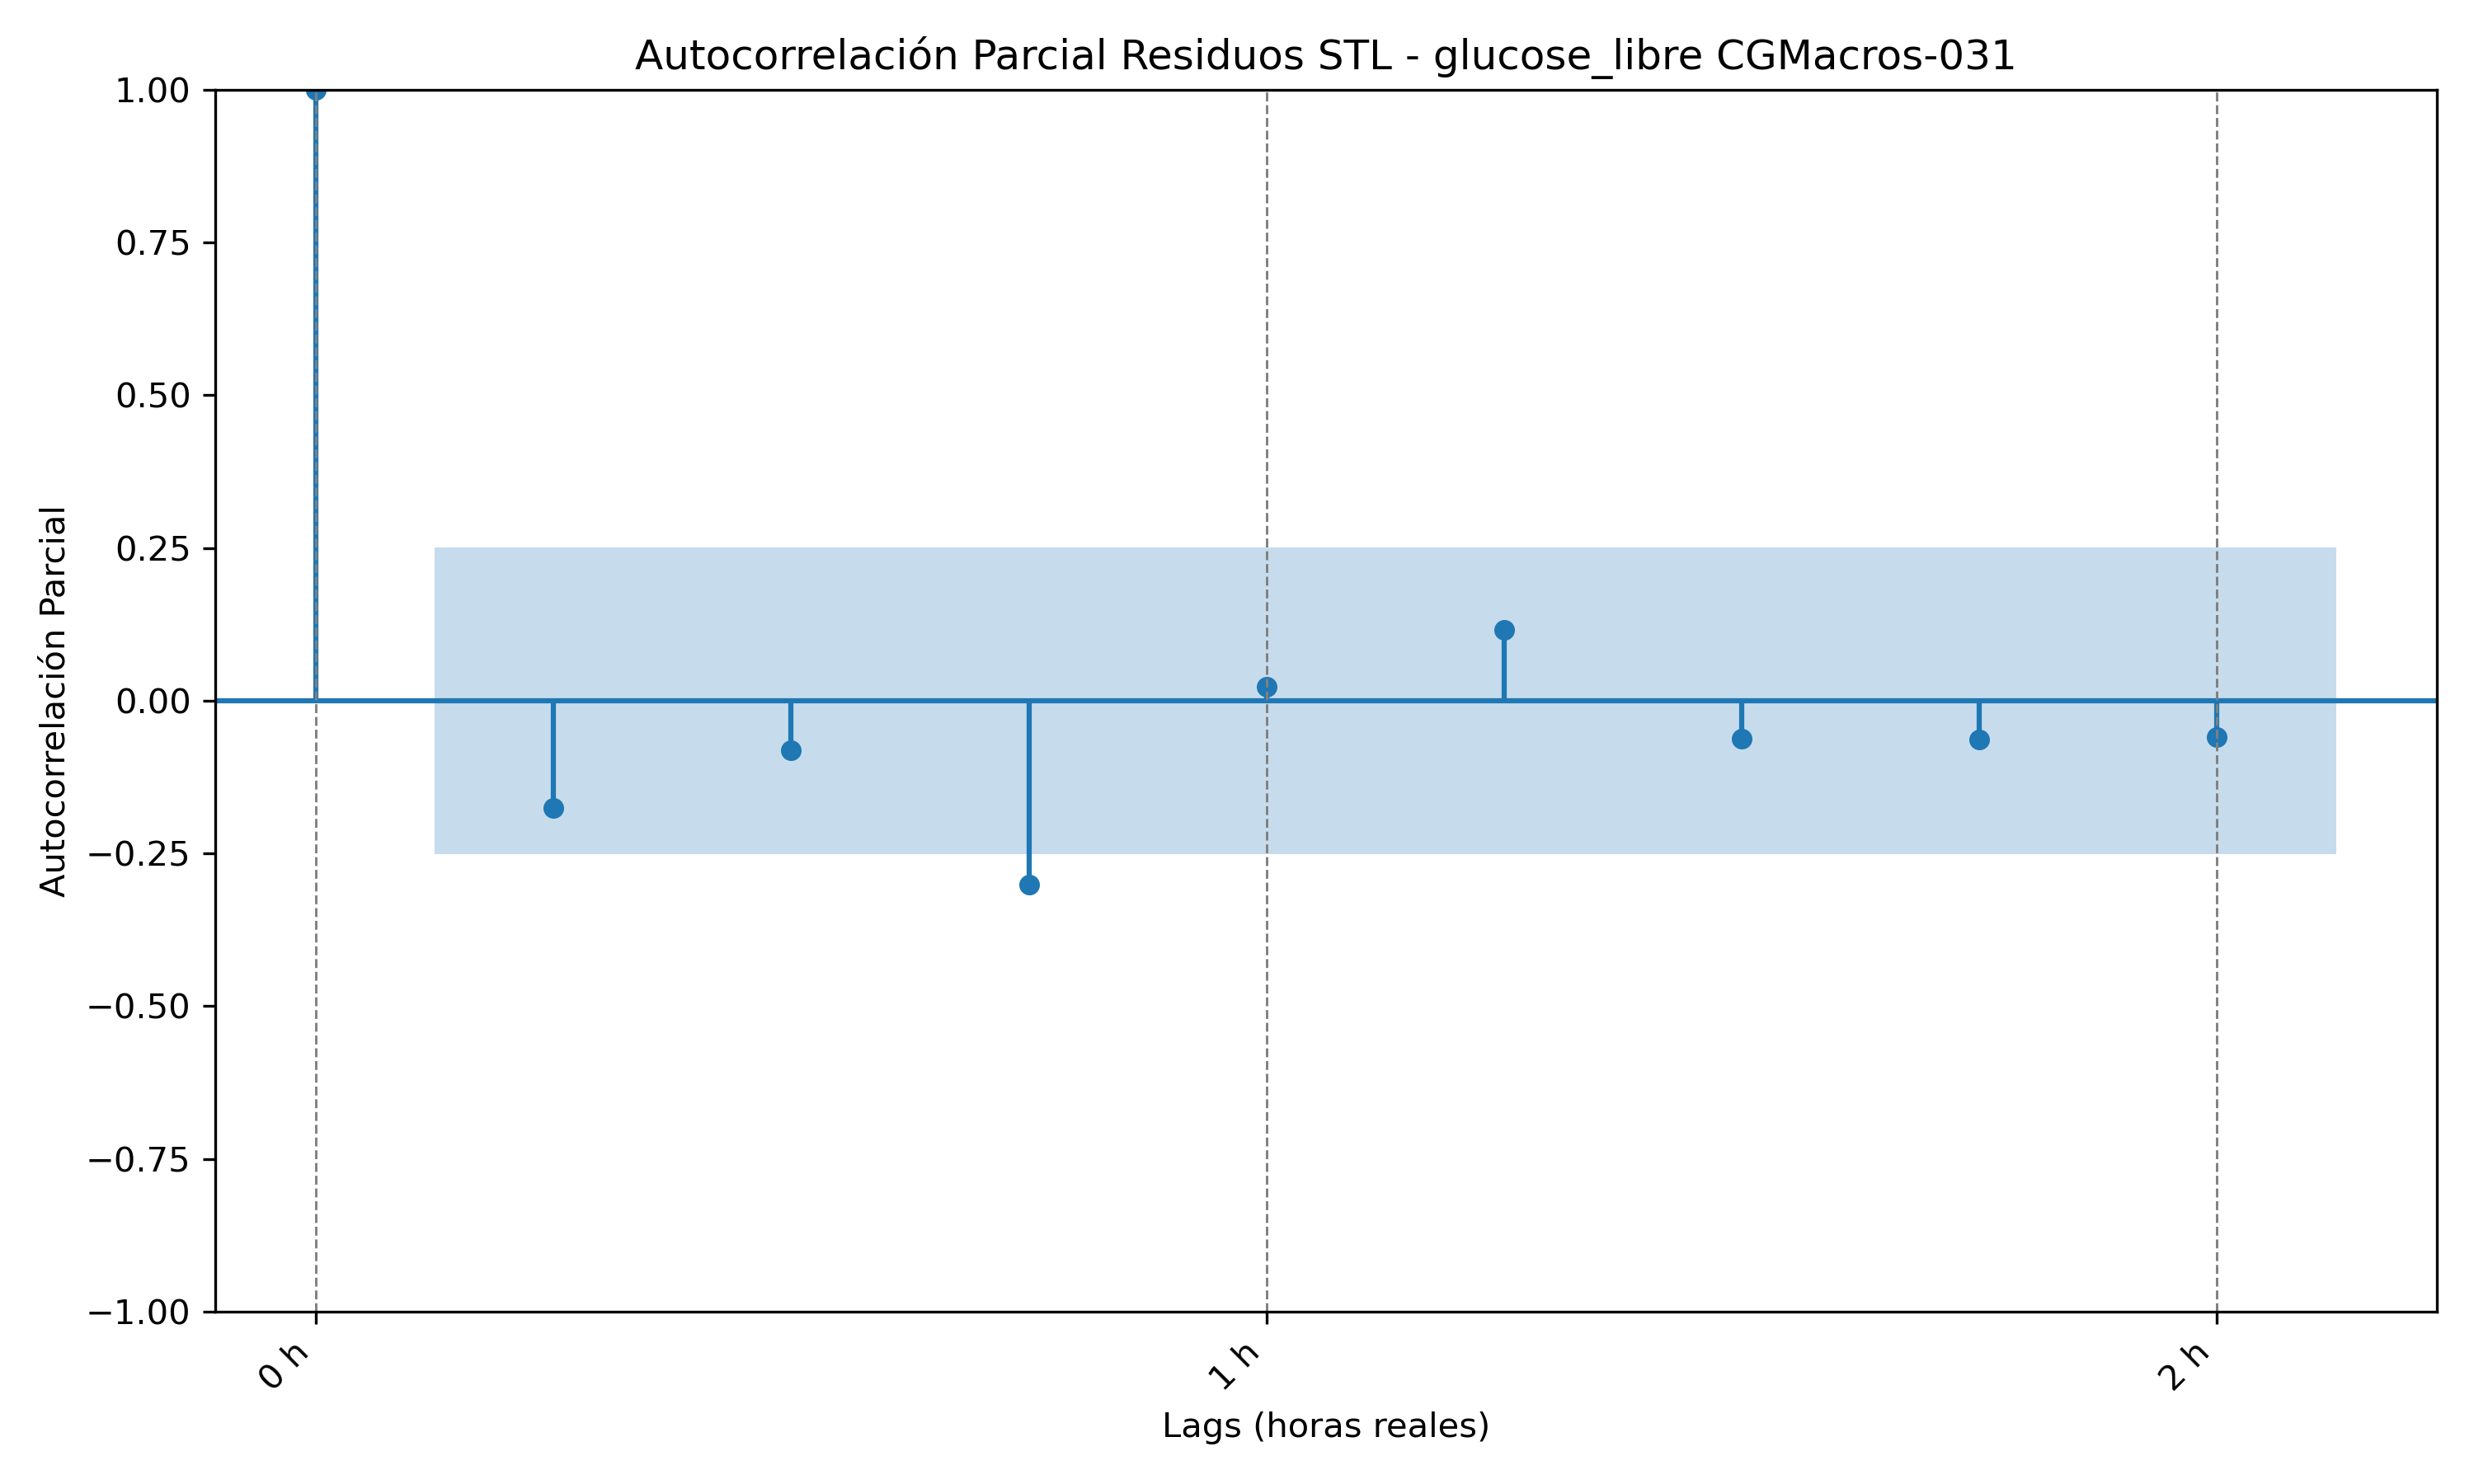 Autocorrelación Parcial Residuos STL - glucose_libre CGMacros-031
1.00
0.75
0.50
0.25
0.00
−0.25
−0.50
−0.75
−1.00
Autocorrelación Parcial
0 h
1 h
2 h
Lags (horas reales)